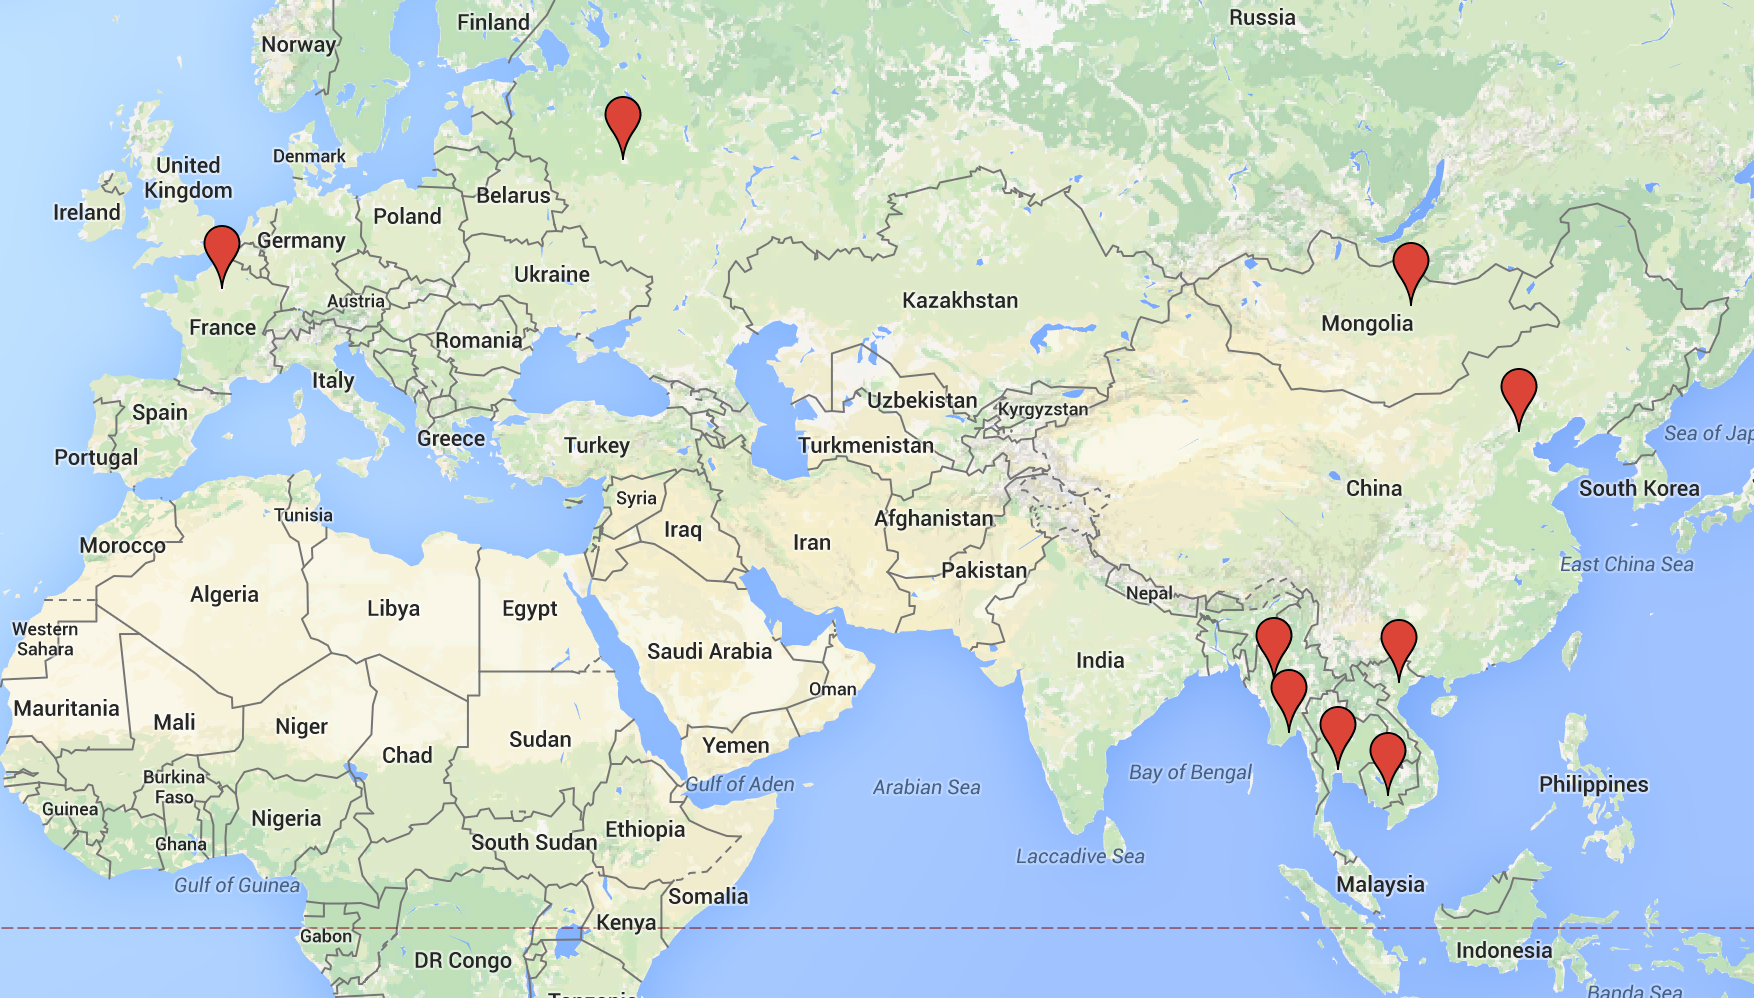 Finland
Russia
Norway
Denmark
United
Kingdom
Ireland
Belarus
Poland
Germany
Ukraine
Austria
Kazakhstan
Mongolia
France
Romania
Italy
Uzbekistan
Kyrgyzstan
Spain
Greece
Turkey
Turkmenistan
Sea of Jap
Portugal
China
South Korea
Syria
Tunisia
Iraq
Afghanistan
Morocco
Iran
Pakistan
East China Sea
Algeria
Libya
Egypt
Nepal
Western
Sahara
Saudi Arabia
India
Oman
Mauritania
Mali
Niger
Chad
Sudan
Yemen
Burkina
Faso
Gulf of Aden
Arabian Sea
Bay of Bengal
Philippines
Guinea
Nigeria
Ghana
South Sudan
Ethiopia
Laccadive Sea
Gulf of Guinea
Somalia
Malaysia
Kenya
Gabon
DR Congo
Indonesia
Tanzania
Banda Sea